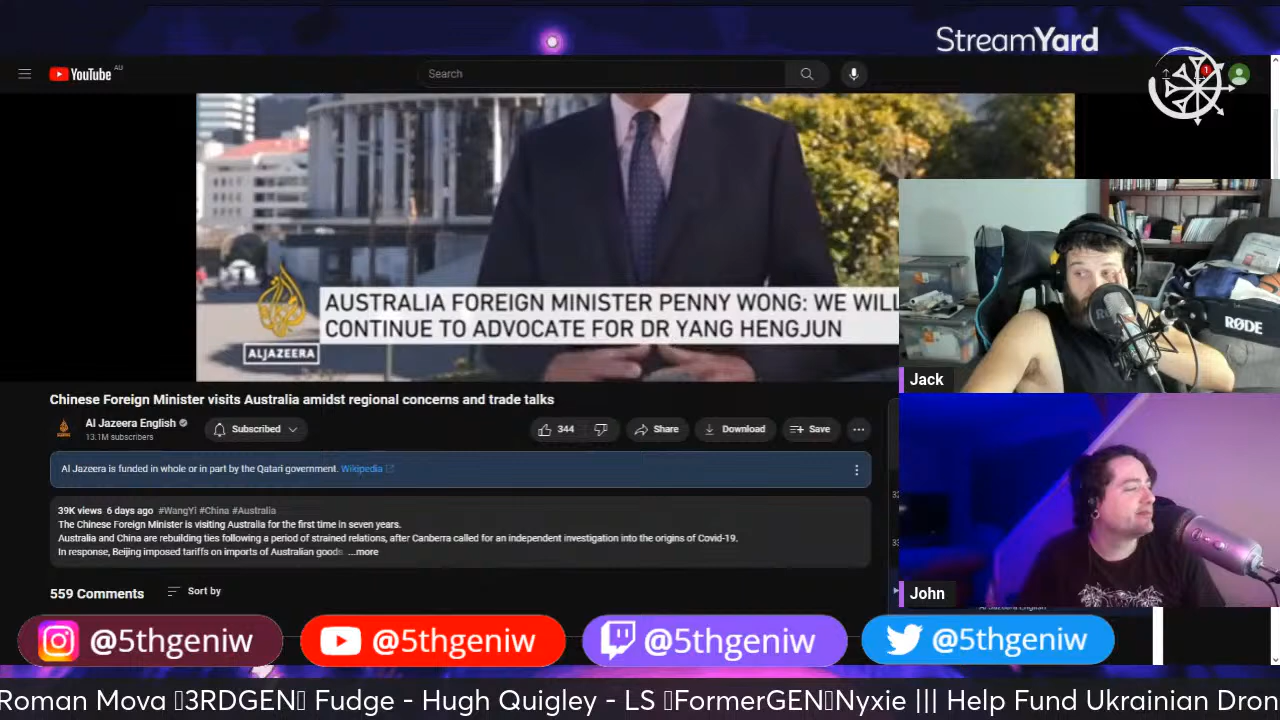 StreamYard
YouTube AU
Search
1
AUSTRALIA FOREIGN MINISTER PENNY WONG: WE WILL
CONTINUE TO ADVOCATE FOR DR YANG HENGJUN
ALJAZEERA
RØDE
Jack
Chinese Foreign Minister visits Australia amidst regional concerns and trade talks
Al Jazeera English
13.1M subscribers
Subscribed
344
Share
Download
Save
Al Jazeera is funded in whole or in part by the Qatari government. Wikipedia
39K views 6 days ago #WangYi #China #Australia
The Chinese Foreign Minister is visiting Australia for the first time in seven years.
Australia and China are rebuilding ties following a period of strained relations, after Canberra called for an independent investigation into the origins of Covid-19.
In response, Beijing imposed tariffs on imports of Australian goods ...more
559 Comments
Sort by
John
@5thgeniw
@5thgeniw
@5thgeniw
@5thgeniw
Roman Mova 3RDGEN Fudge - Hugh Quigley - LS FormerGEN Nyxie ||| Help Fund Ukrainian Dron